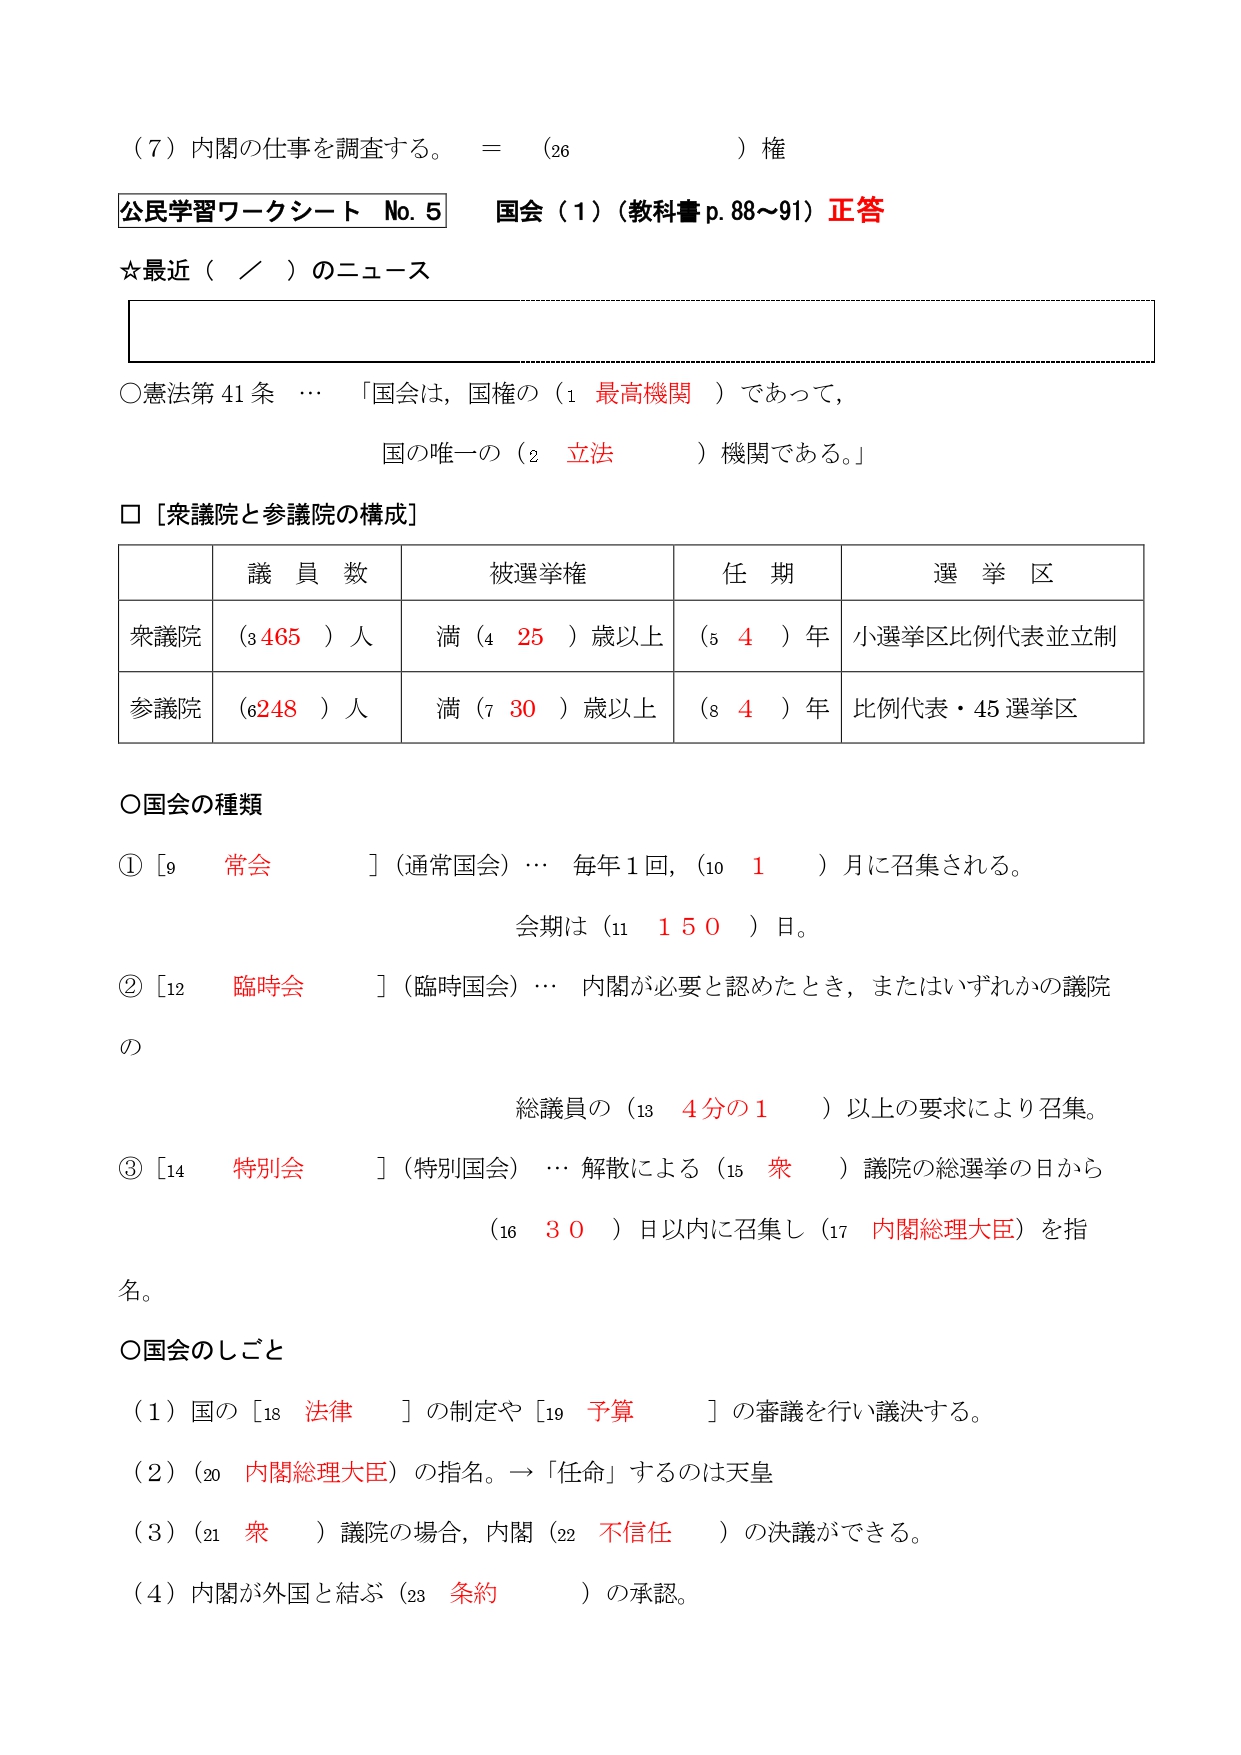 （７）内閣の仕事を調査する。　＝　（26　　　　　　　）権
公民学習ワークシート　No.５　　国会（１）（教科書 p.88～91）正答
☆最近（　／　）のニュース
○憲法第 41 条　…　「国会は，国権の（1　最高機関　）であって，
国の唯一の（2　立法　　　）機関である。」
□［衆議院と参議院の構成］
議　員　数　被選挙権　任　期　選　挙　区
衆議院　（3 465　）人　満（4　25　）歳以上　（5　4　）年　小選挙区比例代表並立制
参議院　（6 248　）人　満（7　30　）歳以上　（8　4　）年　比例代表・45 選挙区
○国会の種類
①［9　　常会　　　　］（通常国会）…　毎年１回，（10　１　　）月に召集される。
会期は（11　１５０　）日。
②［12　　臨時会　　　］（臨時国会）…　内閣が必要と認めたとき，またはいずれかの議院
の
総議員の（13　４分の１　　）以上の要求により召集。
③［14　　特別会　　　］（特別国会）　… 解散による（15　衆　　）議院の総選挙の日から
（16　３０　）日以内に召集し（17　内閣総理大臣）を指
名。
○国会のしごと
（１）国の［18　法律　　］の制定や［19　予算　　　］の審議を行い議決する。
（２）（20　内閣総理大臣）の指名。→「任命」するのは天皇
（３）（21　衆　　）議院の場合，内閣（22　不信任　　）の決議ができる。
（４）内閣が外国と結ぶ（23　条約　　　）の承認。